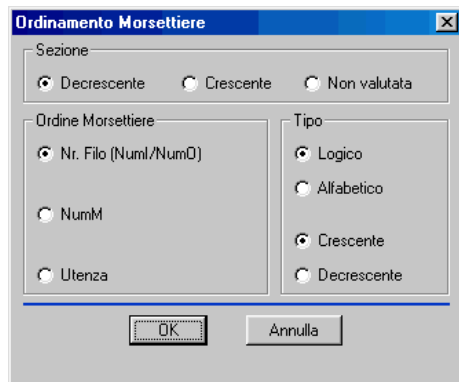 Ordinamento Morsettiere
Sezione
Decrescente Crescente Non valutata
Ordine Morsettiere
Nr. Filo (NumI/NumO)
NumM
Utenza
Tipo
Logico
Alfabetico
Crescente
Decrescente
OK Annulla